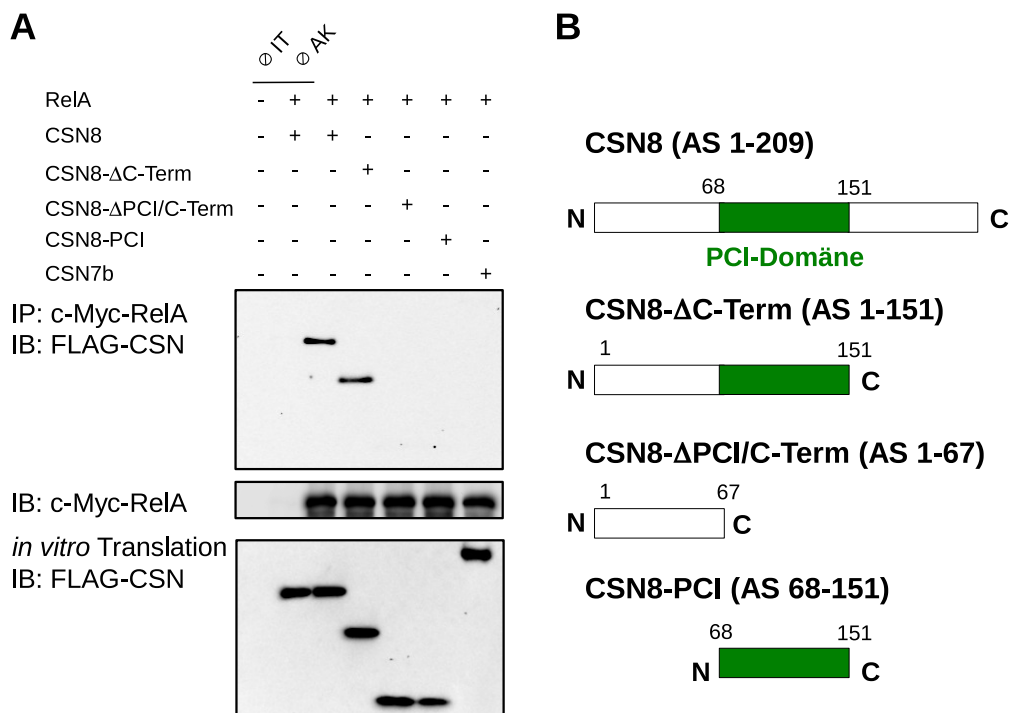 A
⦵ IT
⦵ AK
RelA - + + + + + +
CSN8 - + + - - - -
CSN8-ΔC-Term - - - + - - -
CSN8-ΔPCI/C-Term - - - - + - -
CSN8-PCI - - - - - + -
CSN7b - - - - - - +
IP: c-Myc-RelA
IB: FLAG-CSN
IB: c-Myc-RelA
in vitro Translation
IB: FLAG-CSN
B
CSN8 (AS 1-209)
68 151
N C
PCI-Domäne
CSN8-ΔC-Term (AS 1-151)
1 151
N C
CSN8-ΔPCI/C-Term (AS 1-67)
1 67
N C
CSN8-PCI (AS 68-151)
68 151
N C